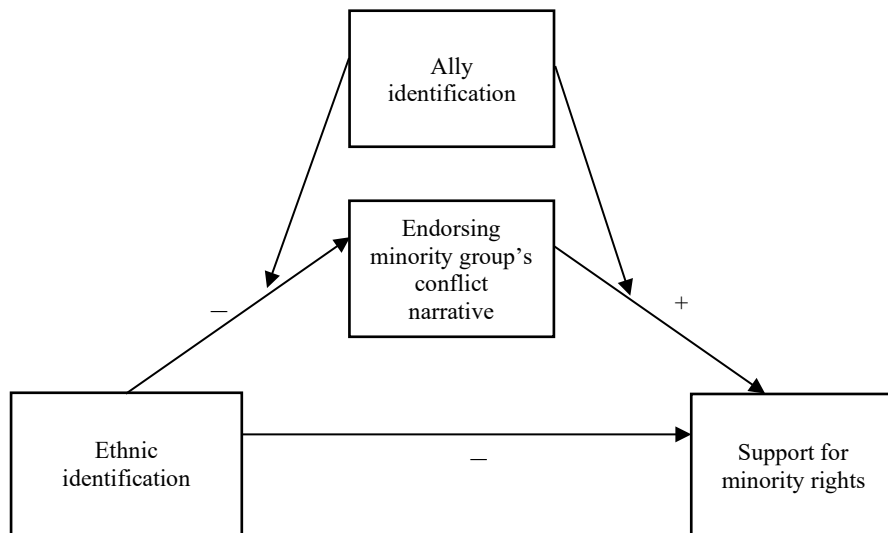 Ally
identification
Endorsing
minority group’s
conflict
narrative
—
+
Ethnic
identification
—
Support for
minority rights